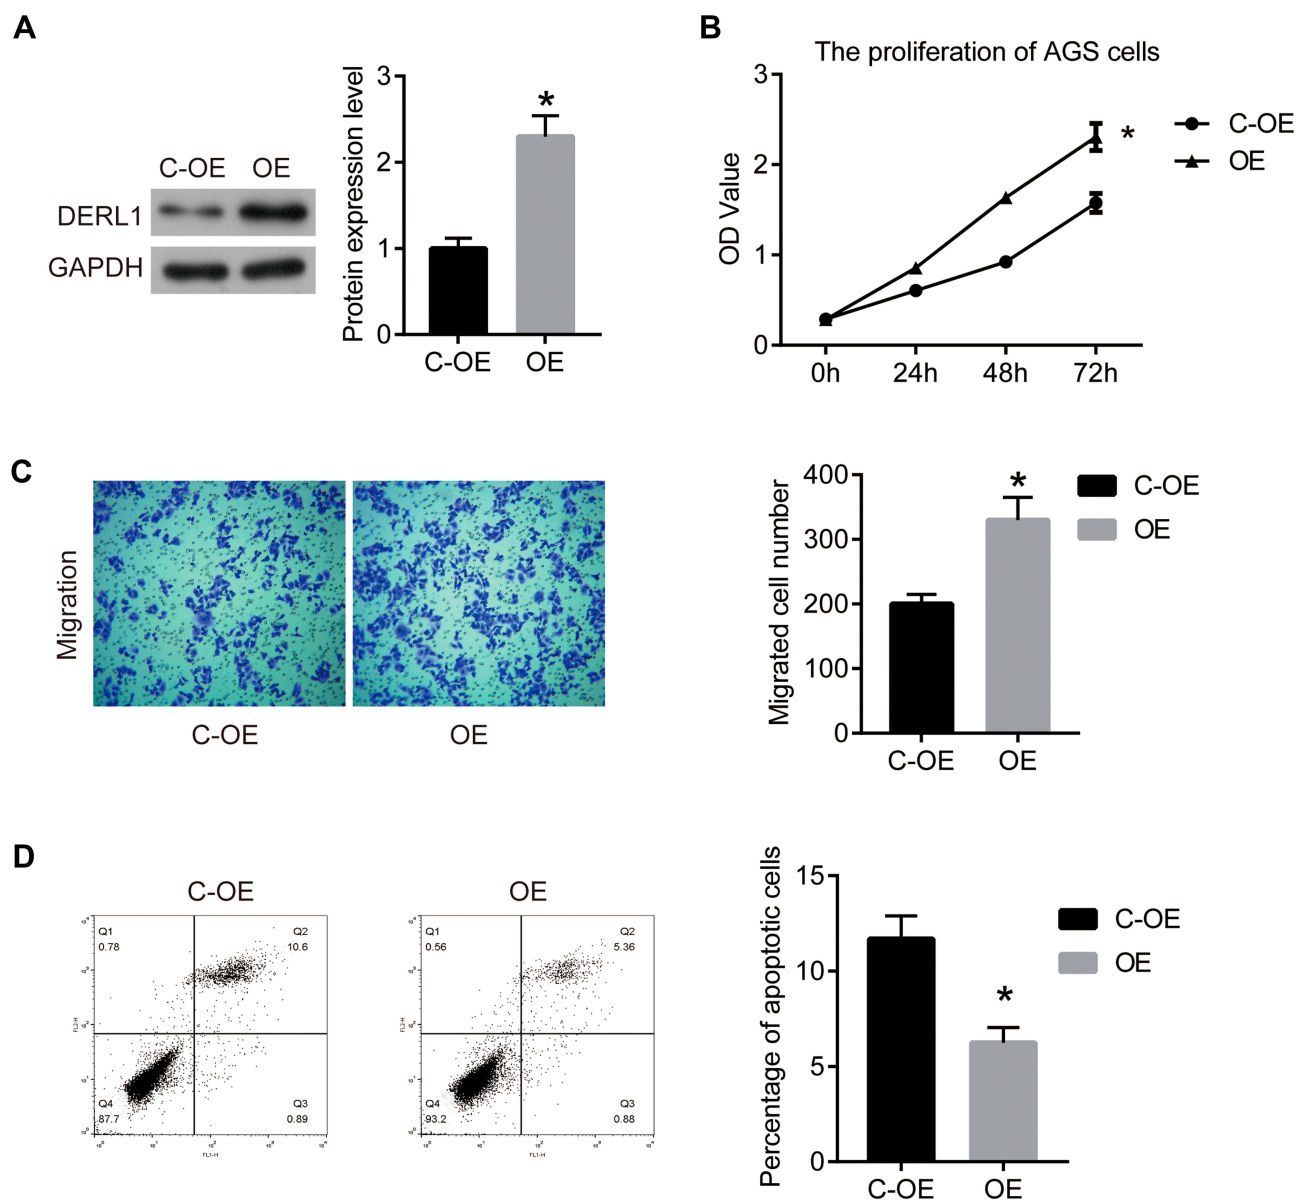 A
C-OE OE
DERL1
GAPDH
Protein expression level
3
2
1
0
*
C-OE OE
B
The proliferation of AGS cells
OD Value
3
2
1
0
0h 24h 48h 72h
*
C-OE
OE
C
Migration
C-OE OE
Migrated cell number
400
300
200
100
0
*
C-OE OE
C-OE
OE
D
C-OE
Q1
0.78
Q2
10.6
Q4
87.7
Q3
0.89
FL2-H
FL1-H
OE
Q1
0.56
Q2
5.36
Q4
93.2
Q3
0.88
FL2-H
FL1-H
Percentage of apoptotic cells
15
10
5
0
*
C-OE OE
C-OE
OE